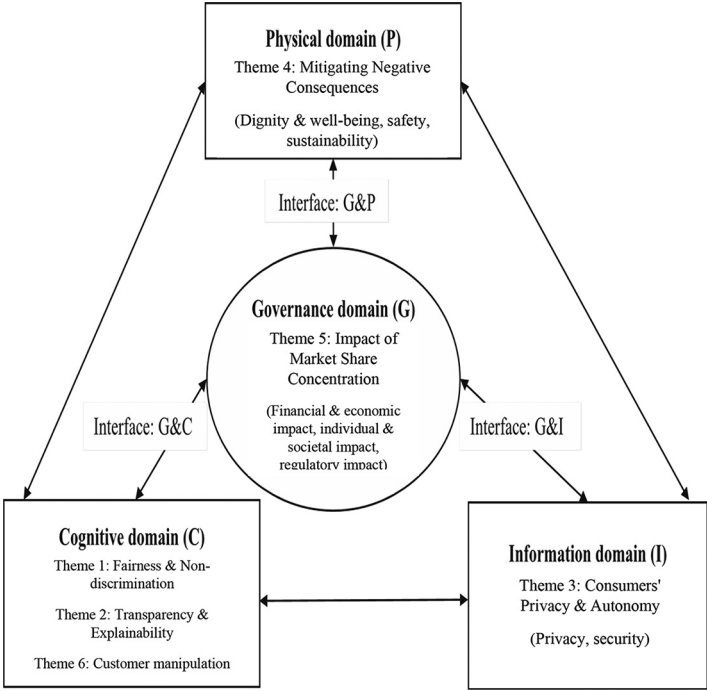 Physical domain (P)
Theme 4: Mitigating Negative
Consequences
(Dignity & well-being, safety,
sustainability)
Interface: G&P
Governance domain (G)
Theme 5: Impact of
Market Share
Concentration
(Financial & economic
impact, individual &
societal impact,
regulatory impact)
Interface: G&C
Interface: G&I
Cognitive domain (C)
Theme 1: Fairness & Non-
discrimination
Theme 2: Transparency &
Explainability
Theme 6: Customer manipulation
Information domain (I)
Theme 3: Consumers'
Privacy & Autonomy
(Privacy, security)